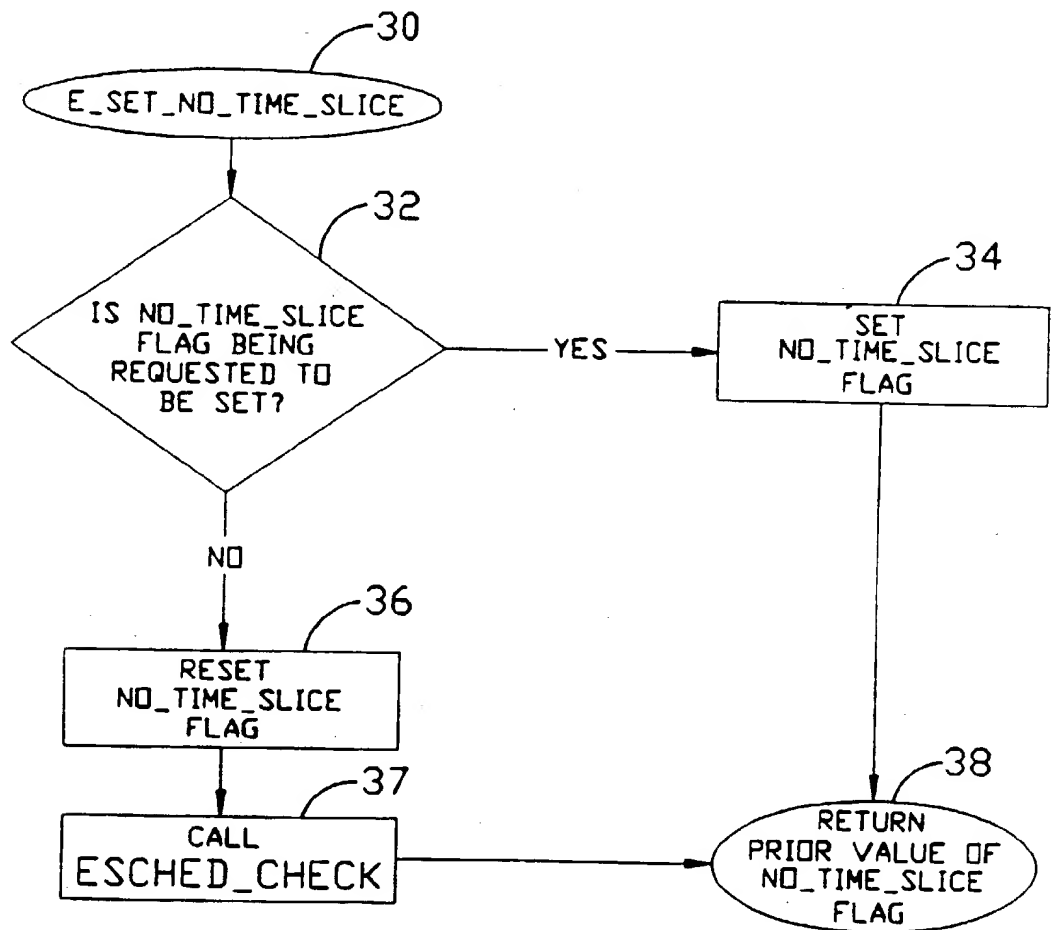 30
E_SET_NO_TIME_SLICE
32
IS NO_TIME_SLICE
FLAG BEING
REQUESTED TO
BE SET?
YES
34
SET
NO_TIME_SLICE
FLAG
NO
36
RESET
NO_TIME_SLICE
FLAG
37
CALL
ESCHED_CHECK
38
RETURN
PRIOR VALUE OF
NO_TIME_SLICE
FLAG